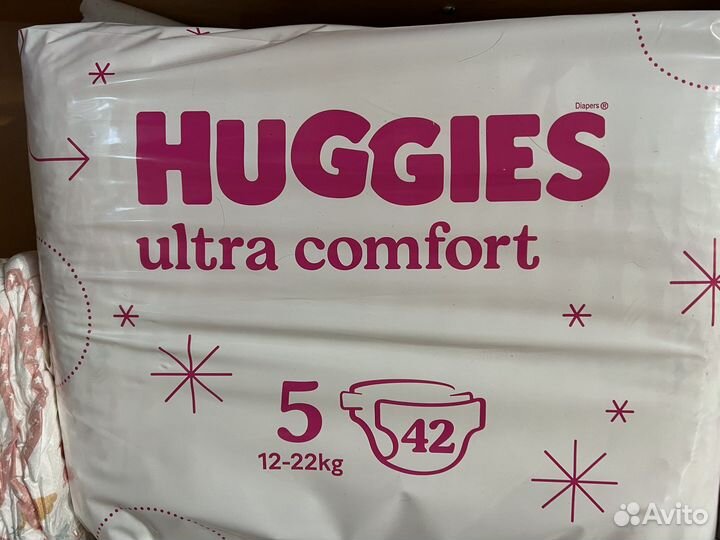 Diapers®
HUGGIES
ultra comfort
5
42
12-22kg
Avito